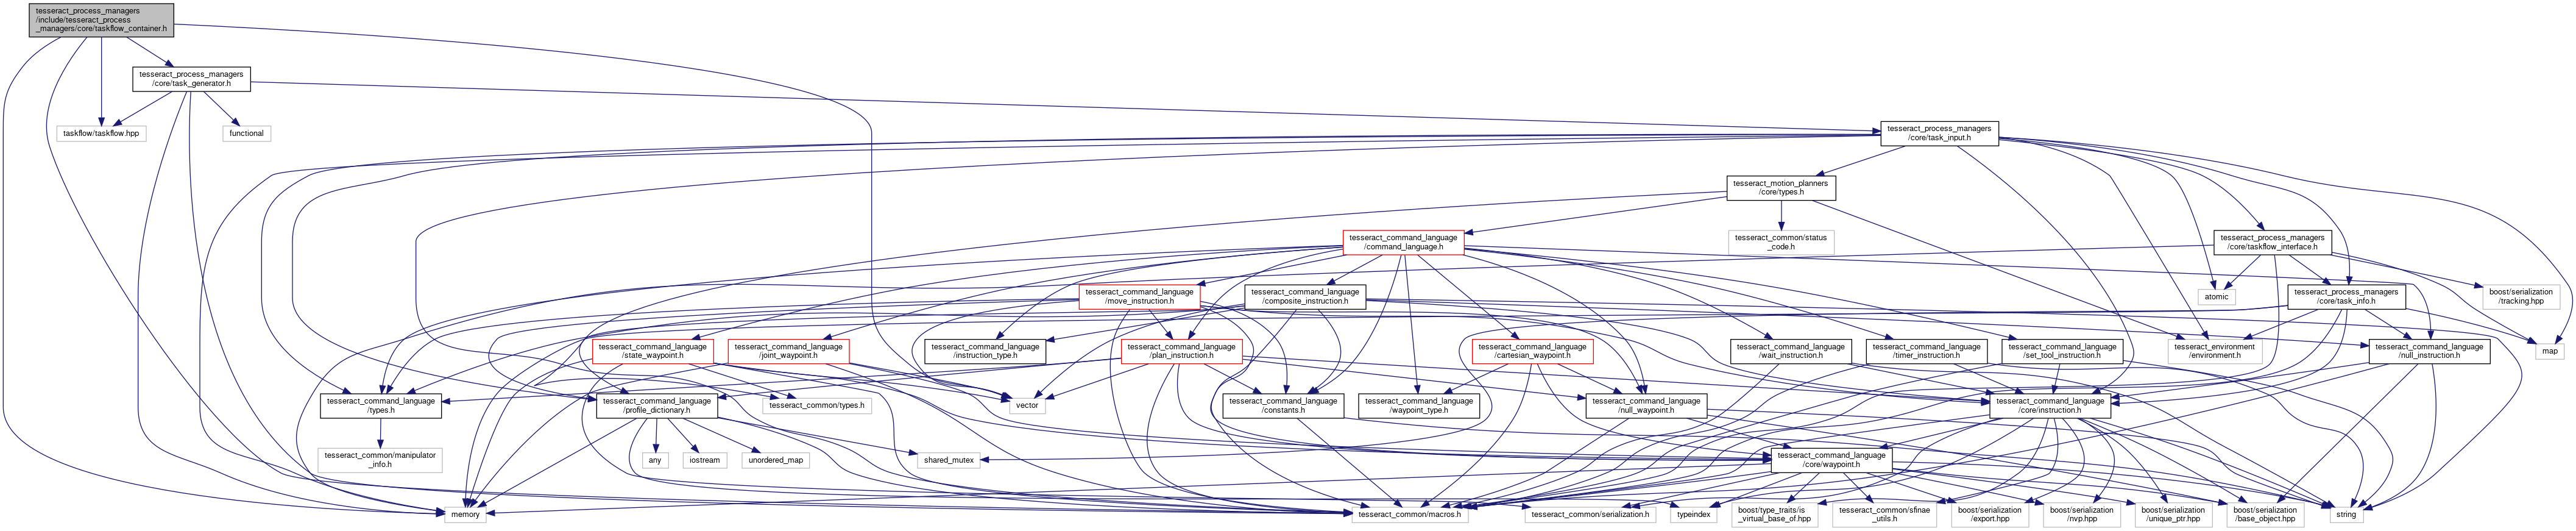 tesseract_process_managers
/include/tesseract_process
_managers/core/taskflow_container.h
tesseract_process_managers
/core/task_generator.h
taskflow/taskflow.hpp
functional
tesseract_process_managers
/core/task_input.h
tesseract_motion_planners
/core/types.h
tesseract_command_language
/command_language.h
tesseract_common/status
_code.h
tesseract_process_managers
/core/taskflow_interface.h
tesseract_command_language
/move_instruction.h
tesseract_command_language
/composite_instruction.h
atomic
tesseract_process_managers
/core/task_info.h
boost/serialization
/tracking.hpp
tesseract_command_language
/state_waypoint.h
tesseract_command_language
/joint_waypoint.h
tesseract_command_language
/instruction_type.h
tesseract_command_language
/plan_instruction.h
tesseract_command_language
/cartesian_waypoint.h
tesseract_command_language
/wait_instruction.h
tesseract_command_language
/timer_instruction.h
tesseract_command_language
/set_tool_instruction.h
tesseract_environment
/environment.h
tesseract_command_language
/null_instruction.h
map
tesseract_command_language
/types.h
tesseract_command_language
/profile_dictionary.h
tesseract_common/types.h
vector
tesseract_command_language
/constants.h
tesseract_command_language
/waypoint_type.h
tesseract_command_language
/null_waypoint.h
tesseract_command_language
/core/instruction.h
tesseract_common/manipulator
_info.h
any
iostream
unordered_map
shared_mutex
tesseract_command_language
/core/waypoint.h
memory
tesseract_common/macros.h
tesseract_common/serialization.h
typeindex
boost/type_traits/is
_virtual_base_of.hpp
tesseract_common/sfinae
_utils.h
boost/serialization
/export.hpp
boost/serialization
/nvp.hpp
boost/serialization
/unique_ptr.hpp
boost/serialization
/base_object.hpp
string